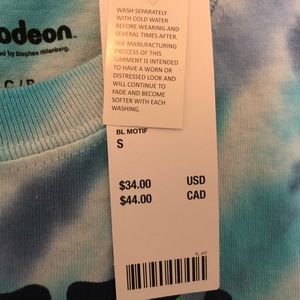 odeon
ed by Stephen Hillenburg.
WASH SEPARATELY
WITH COLD WATER
BEFORE WEARING AND
SEVERAL TIMES AFTER.
THE MANUFACTURING
PROCESS OF THIS
GARMENT IS INTENDED
TO HAVE A WORN OR
DISTRESSED LOOK AND
WILL CONTINUE TO
FADE AND BECOME
SOFTER WITH EACH
WASHING.
BL MOTIF
S
$34.00 USD
$44.00 CAD